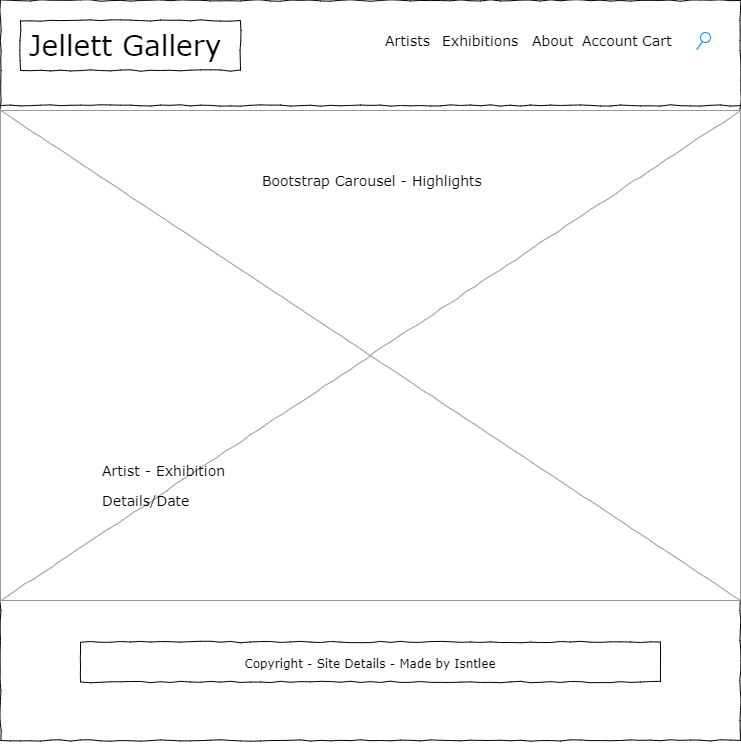 Jellett Gallery
Artists Exhibitions About Account Cart
Bootstrap Carousel - Highlights
Artist - Exhibition
Details/Date
Copyright - Site Details - Made by Isntlee